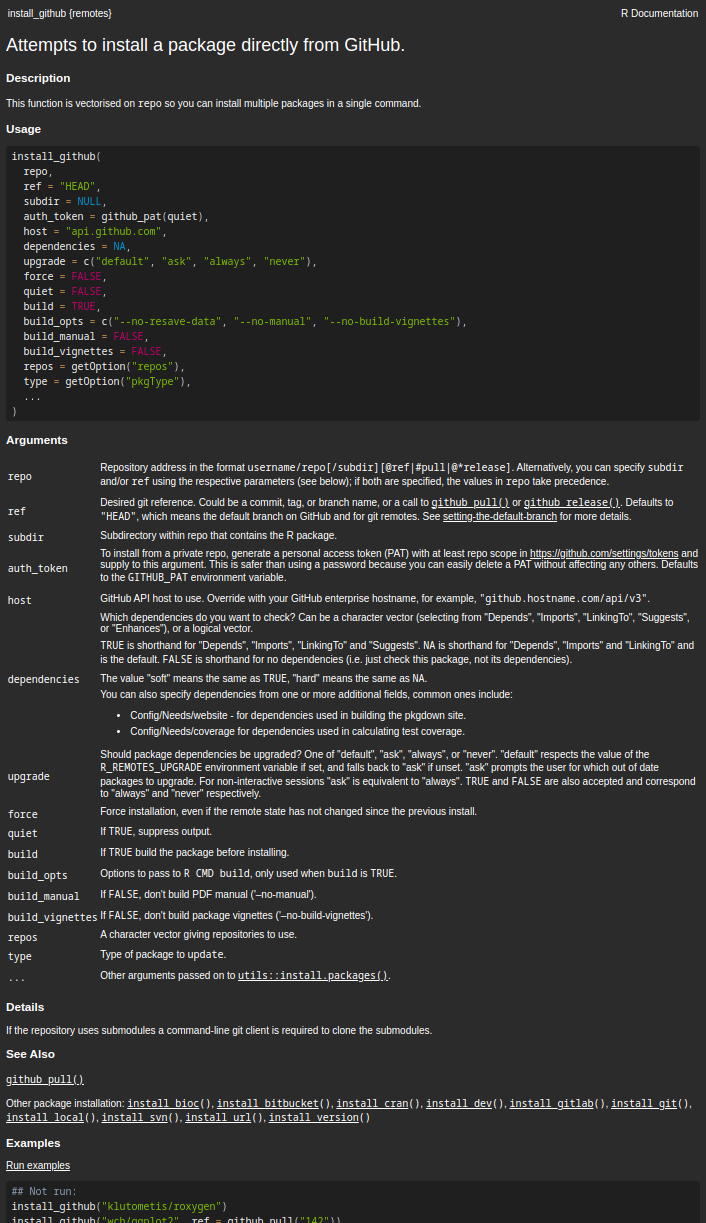 install_github {remotes} R Documentation
Attempts to install a package directly from GitHub.
Description
This function is vectorised on repo so you can install multiple packages in a single command.
Usage
install_github(
  repo,
  ref = "HEAD",
  subdir = NULL,
  auth_token = github_pat(quiet),
  host = "api.github.com",
  dependencies = NA,
  upgrade = c("default", "ask", "always", "never"),
  force = FALSE,
  quiet = FALSE,
  build = TRUE,
  build_opts = c("--no-resave-data", "--no-manual", "--no-build-vignettes"),
  build_manual = FALSE,
  build_vignettes = FALSE,
  repos = getOption("repos"),
  type = getOption("pkgType"),
  ...
)
Arguments
repo
Repository address in the format username/repo[/subdir][@ref|#pull|@*release]. Alternatively, you can specify subdir
and/or ref using the respective parameters (see below); if both are specified, the values in repo take precedence.
ref
Desired git reference. Could be a commit, tag, or branch name, or a call to github_pull() or github_release(). Defaults to
"HEAD", which means the default branch on GitHub and for git remotes. See setting-the-default-branch for more details.
subdir
Subdirectory within repo that contains the R package.
auth_token
To install from a private repo, generate a personal access token (PAT) with at least repo scope in https://github.com/settings/tokens and
supply to this argument. This is safer than using a password because you can easily delete a PAT without affecting any others. Defaults
to the GITHUB_PAT environment variable.
host
GitHub API host to use. Override with your GitHub enterprise hostname, for example, "github.hostname.com/api/v3".
dependencies
Which dependencies do you want to check? Can be a character vector (selecting from "Depends", "Imports", "LinkingTo", "Suggests",
or "Enhances"), or a logical vector.
TRUE is shorthand for "Depends", "Imports", "LinkingTo" and "Suggests". NA is shorthand for "Depends", "Imports" and "LinkingTo" and
is the default. FALSE is shorthand for no dependencies (i.e. just check this package, not its dependencies).
The value "soft" means the same as TRUE, "hard" means the same as NA.
You can also specify dependencies from one or more additional fields, common ones include:
• Config/Needs/website - for dependencies used in building the pkgdown site.
• Config/Needs/coverage for dependencies used in calculating test coverage.
upgrade
Should package dependencies be upgraded? One of "default", "ask", "always", or "never". "default" respects the value of the
R_REMOTES_UPGRADE environment variable if set, and falls back to "ask" if unset. "ask" prompts the user for which out of date
packages to upgrade. For non-interactive sessions "ask" is equivalent to "always". TRUE and FALSE are also accepted and correspond
to "always" and "never" respectively.
force
Force installation, even if the remote state has not changed since the previous install.
quiet
If TRUE, suppress output.
build
If TRUE build the package before installing.
build_opts
Options to pass to R CMD build, only used when build is TRUE.
build_manual
If FALSE, don't build PDF manual ('–no-manual').
build_vignettes
If FALSE, don't build package vignettes ('–no-build-vignettes').
repos
A character vector giving repositories to use.
type
Type of package to update.
...
Other arguments passed on to utils::install.packages().
Details
If the repository uses submodules a command-line git client is required to clone the submodules.
See Also
github_pull()
Other package installation: install_bioc(), install_bitbucket(), install_cran(), install_dev(), install_gitlab(), install_git(),
install_local(), install_svn(), install_url(), install_version()
Examples
Run examples
## Not run:
install_github("klutometis/roxygen")
install_github("wch/ggplot2", ref = github_pull("142"))